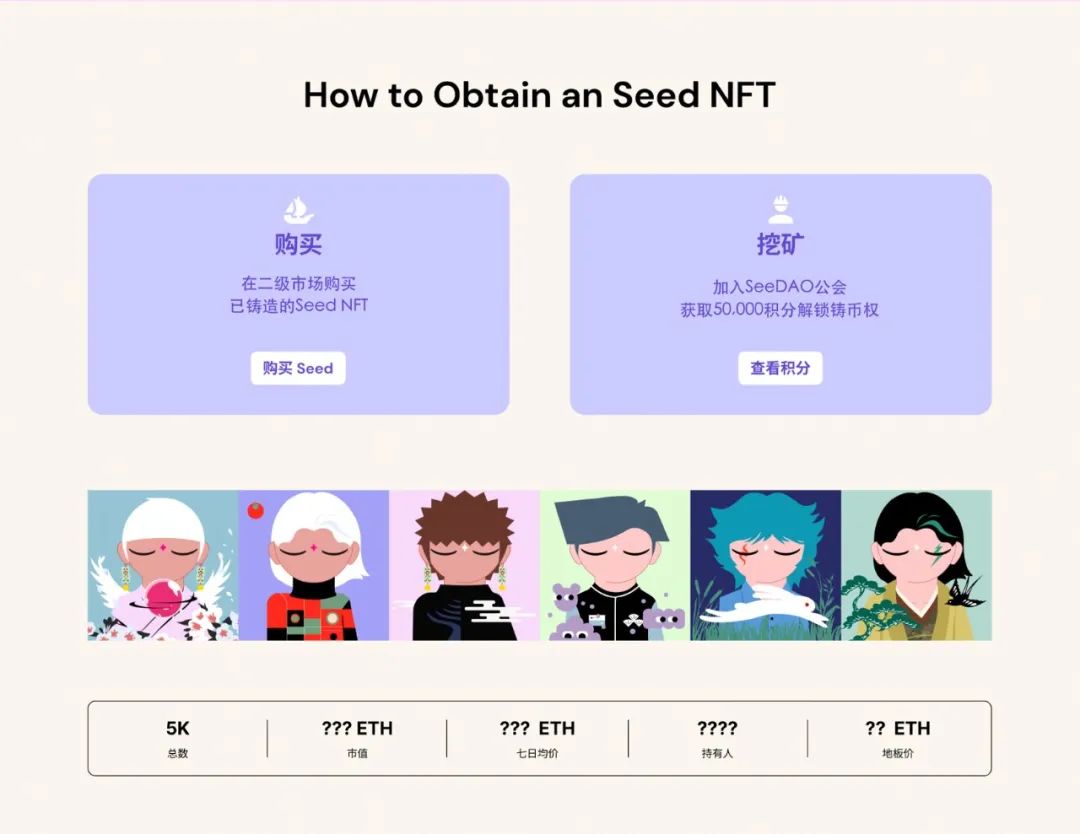 How to Obtain an Seed NFT
购买
在二级市场购买
已铸造的Seed NFT
购买 Seed
挖矿
加入SeeDAO公会
获取50,000积分解锁铸币权
查看积分
5K
总数
??? ETH
市值
??? ETH
七日均价
????
持有人
?? ETH
地板价